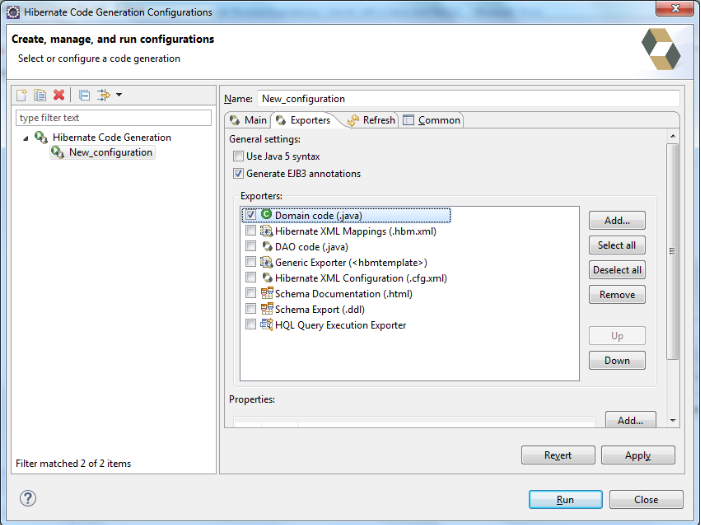 Hibernate Code Generation Configurations
Create, manage, and run configurations
Select or configure a code generation
type filter text
Hibernate Code Generation
New_configuration
Filter matched 2 of 2 items
Name: New_configuration
Main Exporters Refresh Common
General settings:
Use Java 5 syntax
Generate EJB3 annotations
Exporters:
Domain code (.java)
Hibernate XML Mappings (.hbm.xml)
DAO code (.java)
Generic Exporter (<hbmtemplate>)
Hibernate XML Configuration (.cfg.xml)
Schema Documentation (.html)
Schema Export (.ddl)
HQL Query Execution Exporter
Add...
Select all
Deselect all
Remove
Up
Down
Properties:
Add...
Revert Apply
Run Close